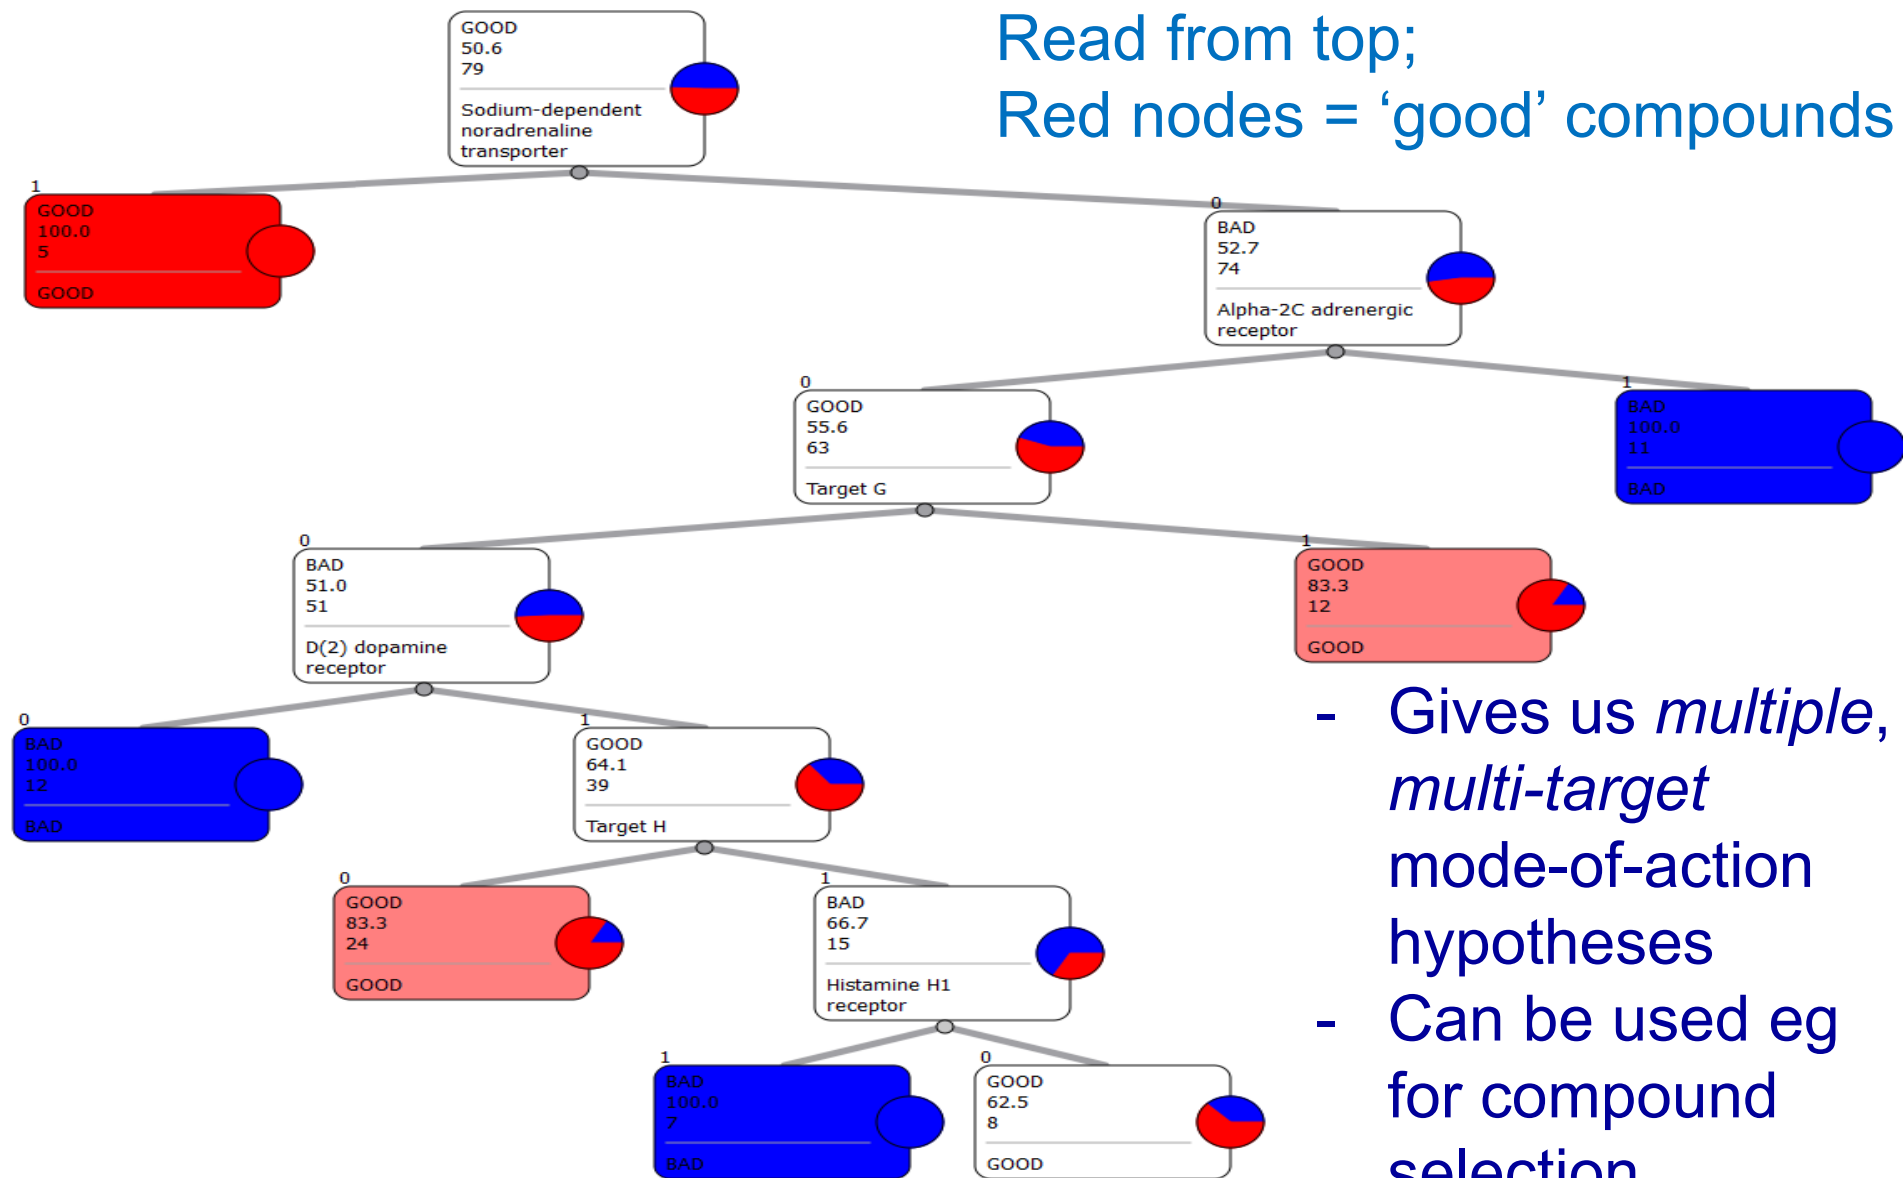 Read from top;
Red nodes = ‘good’ compounds
GOOD
50.6
79
Sodium-dependent
noradrenaline
transporter
1
GOOD
100.0
5
GOOD
0
BAD
52.7
74
Alpha-2C adrenergic
receptor
0
GOOD
55.6
63
Target G
1
BAD
100.0
11
BAD
0
BAD
51.0
51
D(2) dopamine
receptor
1
GOOD
83.3
12
GOOD
0
BAD
100.0
12
BAD
1
GOOD
64.1
39
Target H
0
GOOD
83.3
24
GOOD
1
BAD
66.7
15
Histamine H1
receptor
1
BAD
100.0
7
BAD
0
GOOD
62.5
8
GOOD
- Gives us multiple,
multi-target
mode-of-action
hypotheses
- Can be used eg
for compound
selection